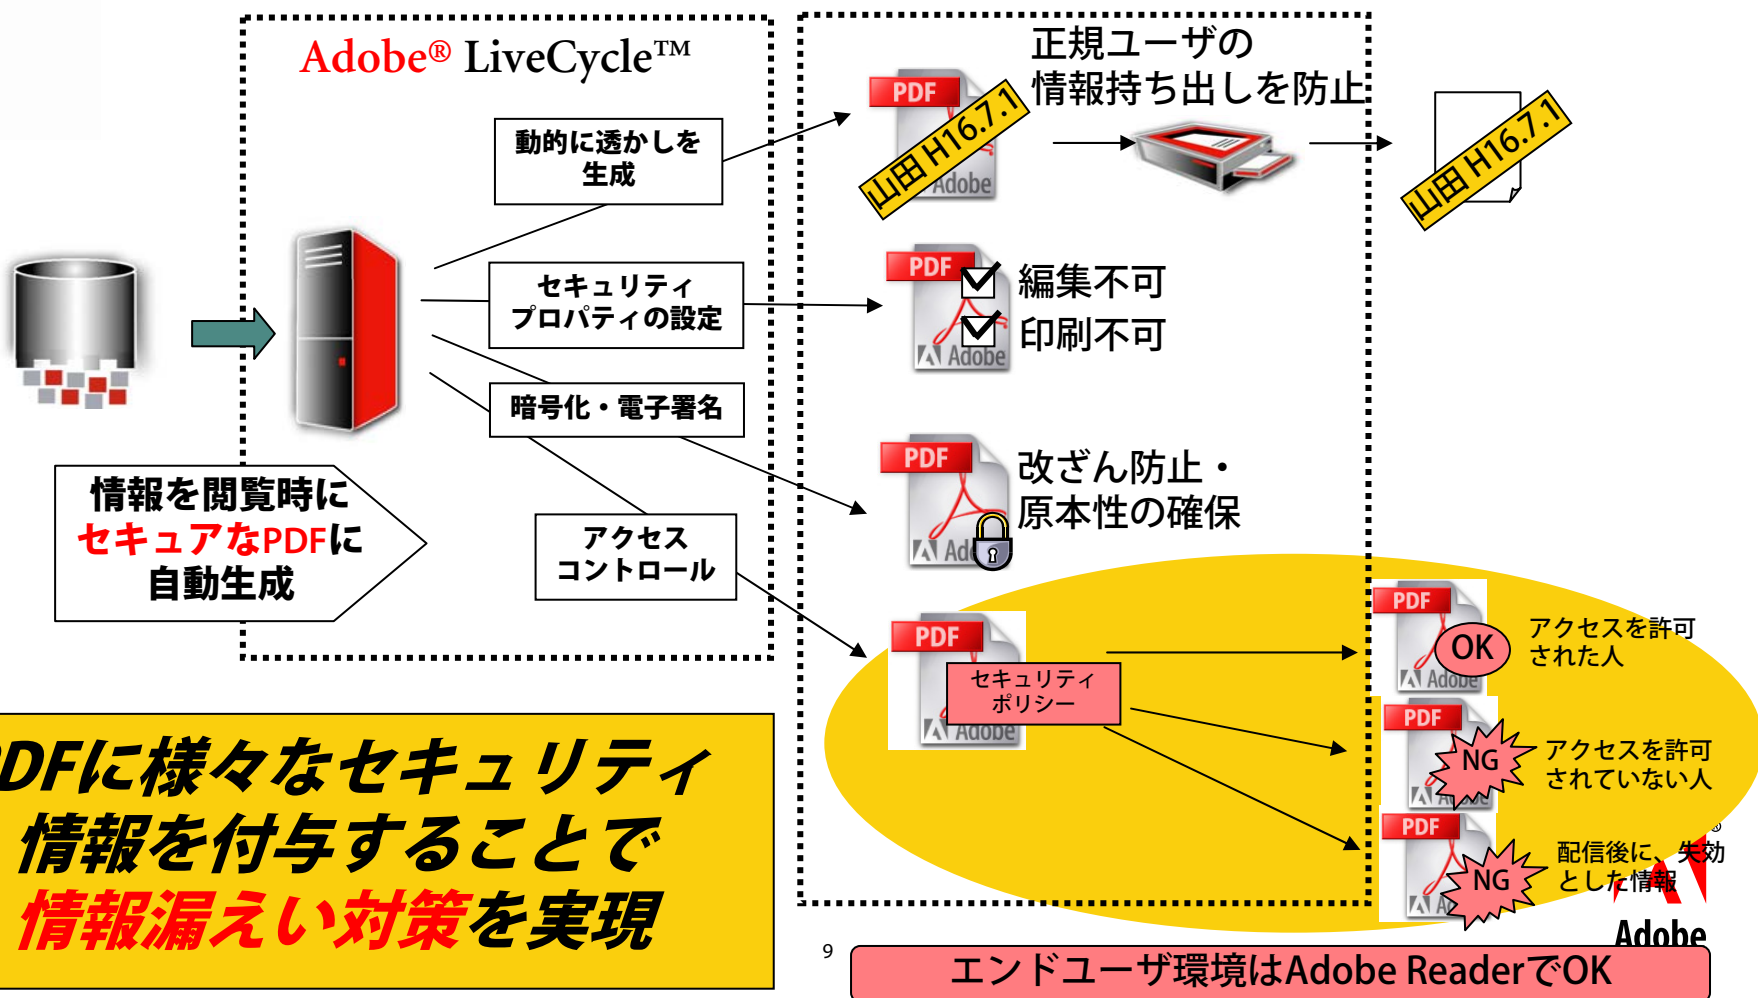 Adobe® LiveCycle™
動的に透かしを
生成
セキュリティ
プロパティの設定
暗号化・電子署名
アクセス
コントロール
情報を閲覧時に
セキュアなPDFに
自動生成
正規ユーザの
情報持ち出しを防止
PDF
山田 H16.7.1
Adobe
山田 H16.7.1
PDF
編集不可
印刷不可
Adobe
PDF
改ざん防止・
原本性の確保
Ad
PDF
セキュリティ
ポリシー
Adobe
PDF
OK
Adobe
アクセスを許可
された人
PDF
NG
アクセスを許可
されていない人
PDF
NG
配信後に、失効
とした情報
®
Adobe
PDFに様々なセキュリティ
情報を付与することで
情報漏えい対策を実現
9
エンドユーザ環境はAdobe ReaderでOK